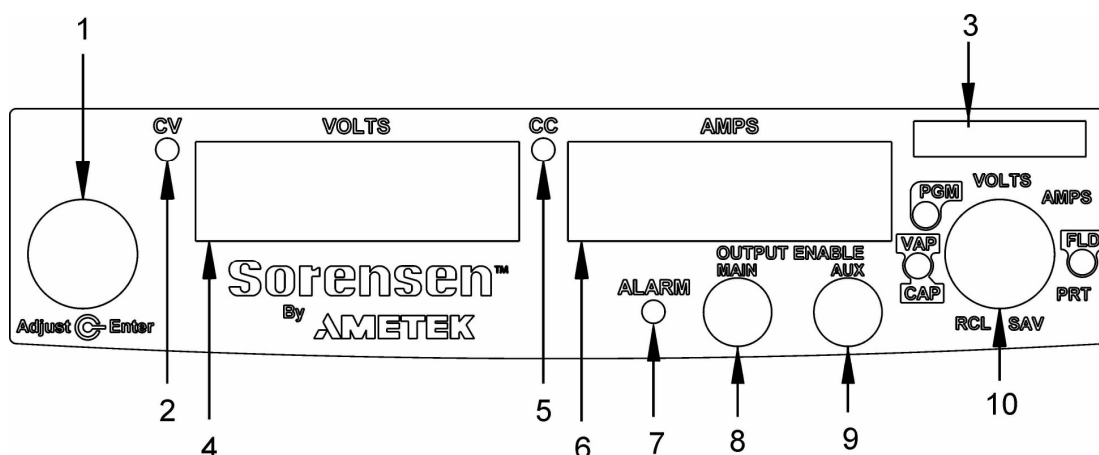 1
3
CV
VOLTS
CC
AMPS
PGM
VOLTS
AMPS
VAP
CAP
FLD
PRT
RCL
SAV
OUTPUT ENABLE
MAIN
AUX
ALARM
Sorensen™
By
AMETEK
Adjust
Enter
2
4
5
6
7
8
9
10